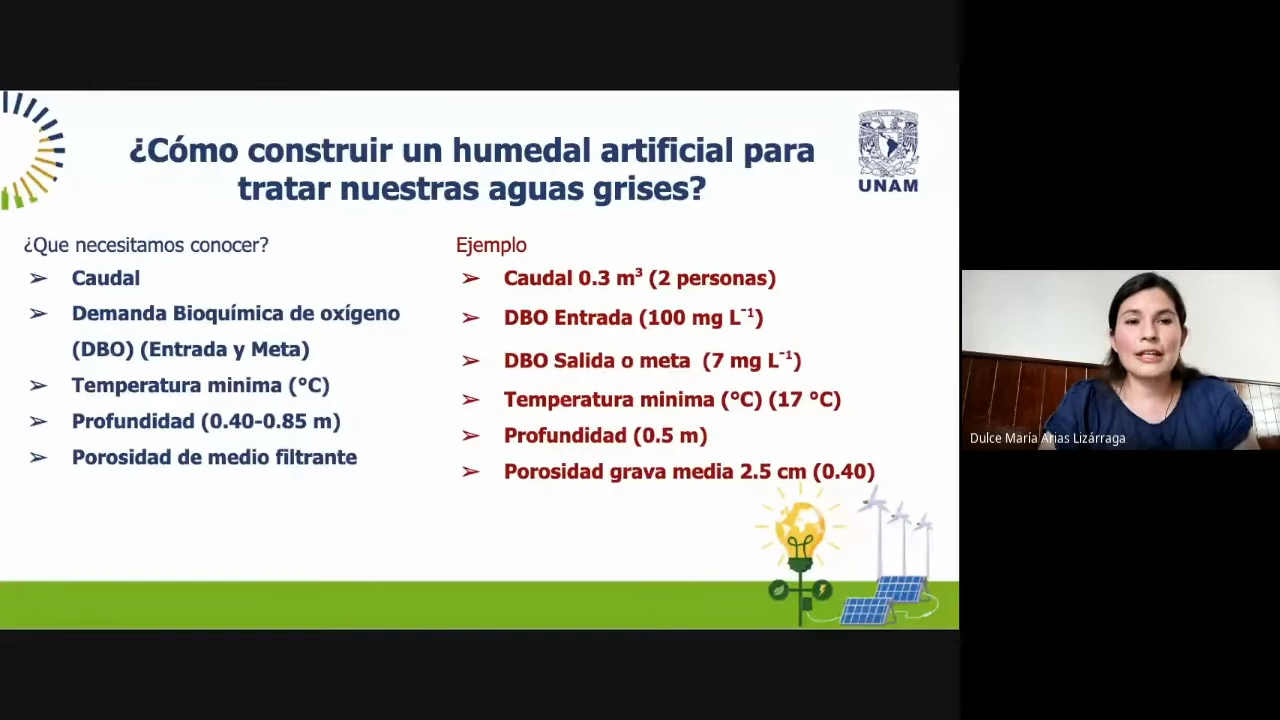 ¿Cómo construir un humedal artificial para
tratar nuestras aguas grises?
UNAM
¿Que necesitamos conocer?
➢ Caudal
➢ Demanda Bioquímica de oxígeno
(DBO) (Entrada y Meta)
➢ Temperatura minima (°C)
➢ Profundidad (0.40-0.85 m)
➢ Porosidad de medio filtrante
Ejemplo
➢ Caudal 0.3 m³ (2 personas)
➢ DBO Entrada (100 mg L⁻¹)
➢ DBO Salida o meta (7 mg L⁻¹)
➢ Temperatura minima (°C) (17 °C)
➢ Profundidad (0.5 m)
➢ Porosidad grava media 2.5 cm (0.40)
Dulce María Arias Lizárraga